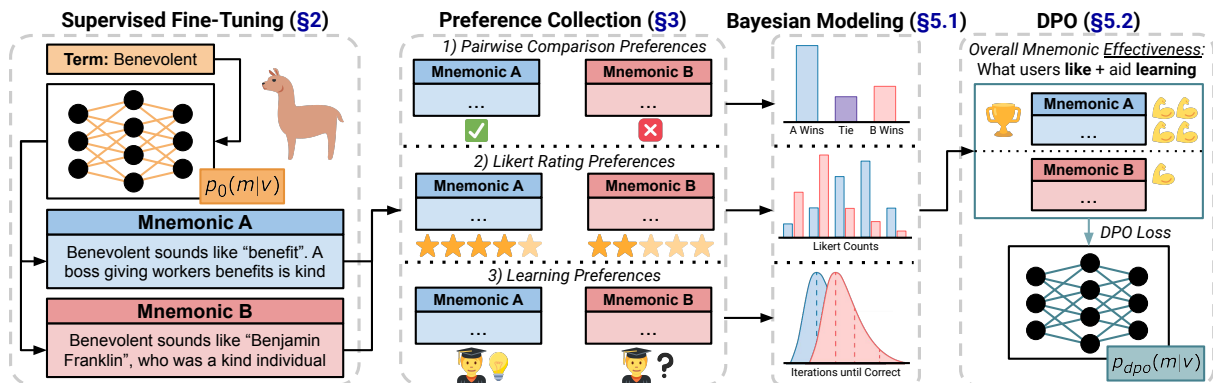 Supervised Fine-Tuning (§2)
Term: Benevolent
p₀(m|v)
Mnemonic A
Benevolent sounds like “benefit”. A
boss giving workers benefits is kind
Mnemonic B
Benevolent sounds like “Benjamin
Franklin”, who was a kind individual
Preference Collection (§3)
1) Pairwise Comparison Preferences
Mnemonic A
...
Mnemonic B
...
2) Likert Rating Preferences
Mnemonic A
...
Mnemonic B
...
3) Learning Preferences
Mnemonic A
...
Mnemonic B
...
?
Bayesian Modeling (§5.1)
A Wins Tie B Wins
Likert Counts
Iterations until Correct
DPO (§5.2)
Overall Mnemonic Effectiveness:
What users like + aid learning
Mnemonic A
...
Mnemonic B
...
DPO Loss
p_dpo(m|v)